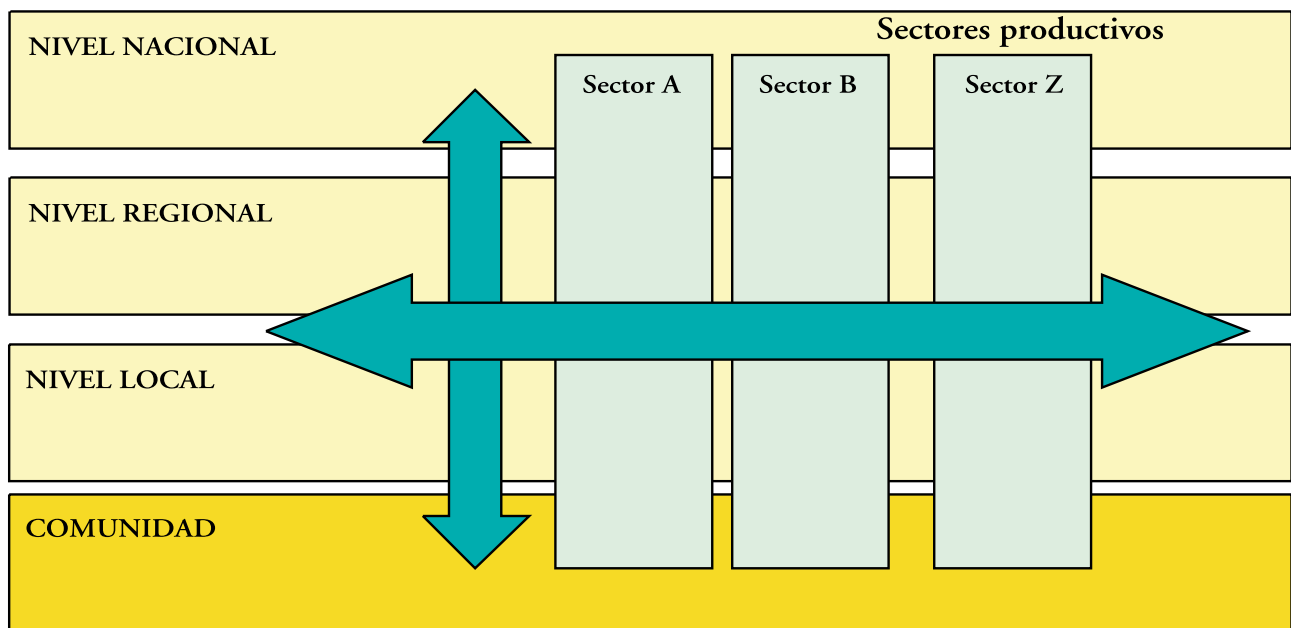 Sectores productivos
NIVEL NACIONAL
Sector A
Sector B
Sector Z
NIVEL REGIONAL
NIVEL LOCAL
COMUNIDAD